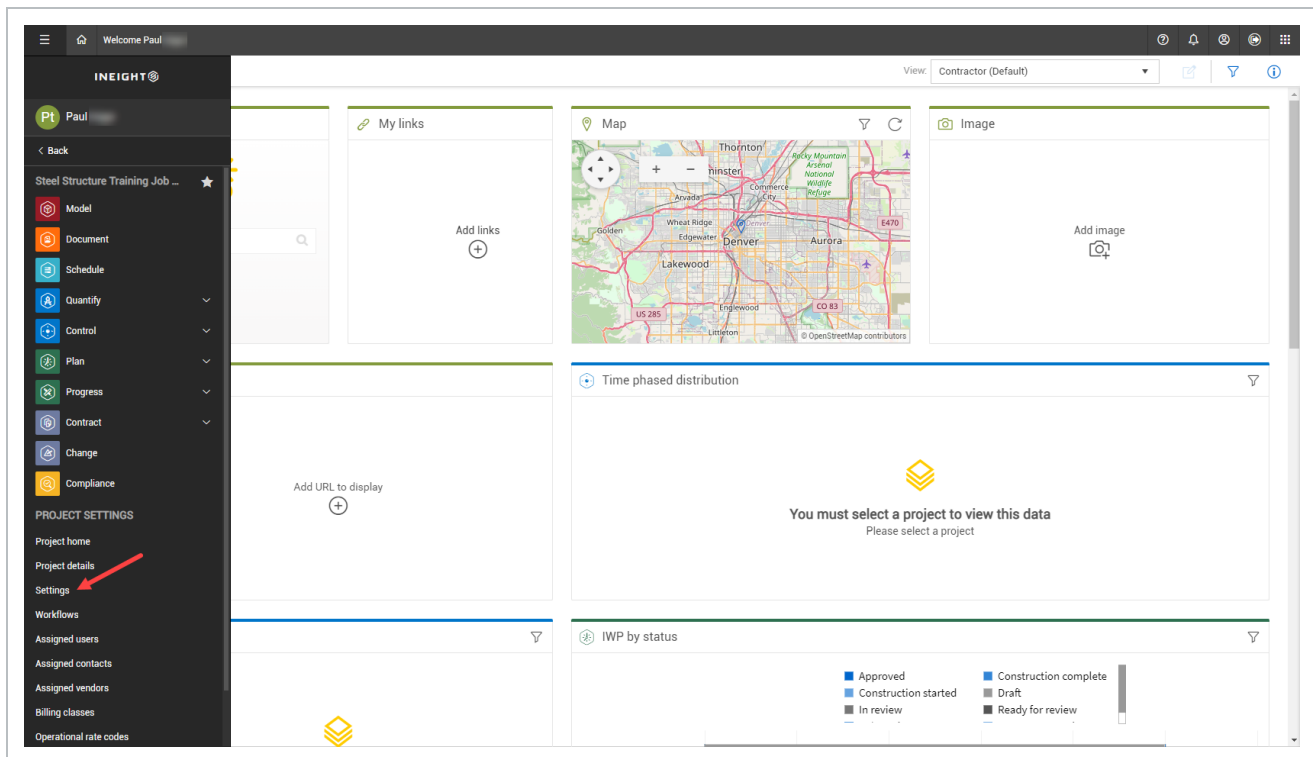 Welcome Paul
View: Contractor (Default)
INEIGHT
Pt Paul
< Back
Steel Structure Training Job ...
Model
Document
Schedule
Quantify
Control
Plan
Progress
Contract
Change
Compliance
PROJECT SETTINGS
Project home
Project details
Settings
Workflows
Assigned users
Assigned contacts
Assigned vendors
Billing classes
Operational rate codes
My links
Add links
Map
Thornton
Rocky Mountain
Arsenal
National
Wildlife
Refuge
minster
Commerce
City
Arvada
Wheat Ridge
Denver
Golden
E470
Edgewater
Denver
Aurora
Lakewood
Englewood
CO 83
US 285
Littleton
© OpenStreetMap contributors
Image
Add image
Add URL to display
Time phased distribution
You must select a project to view this data
Please select a project
IWP by status
Approved
Construction complete
Construction started
Draft
In review
Ready for review